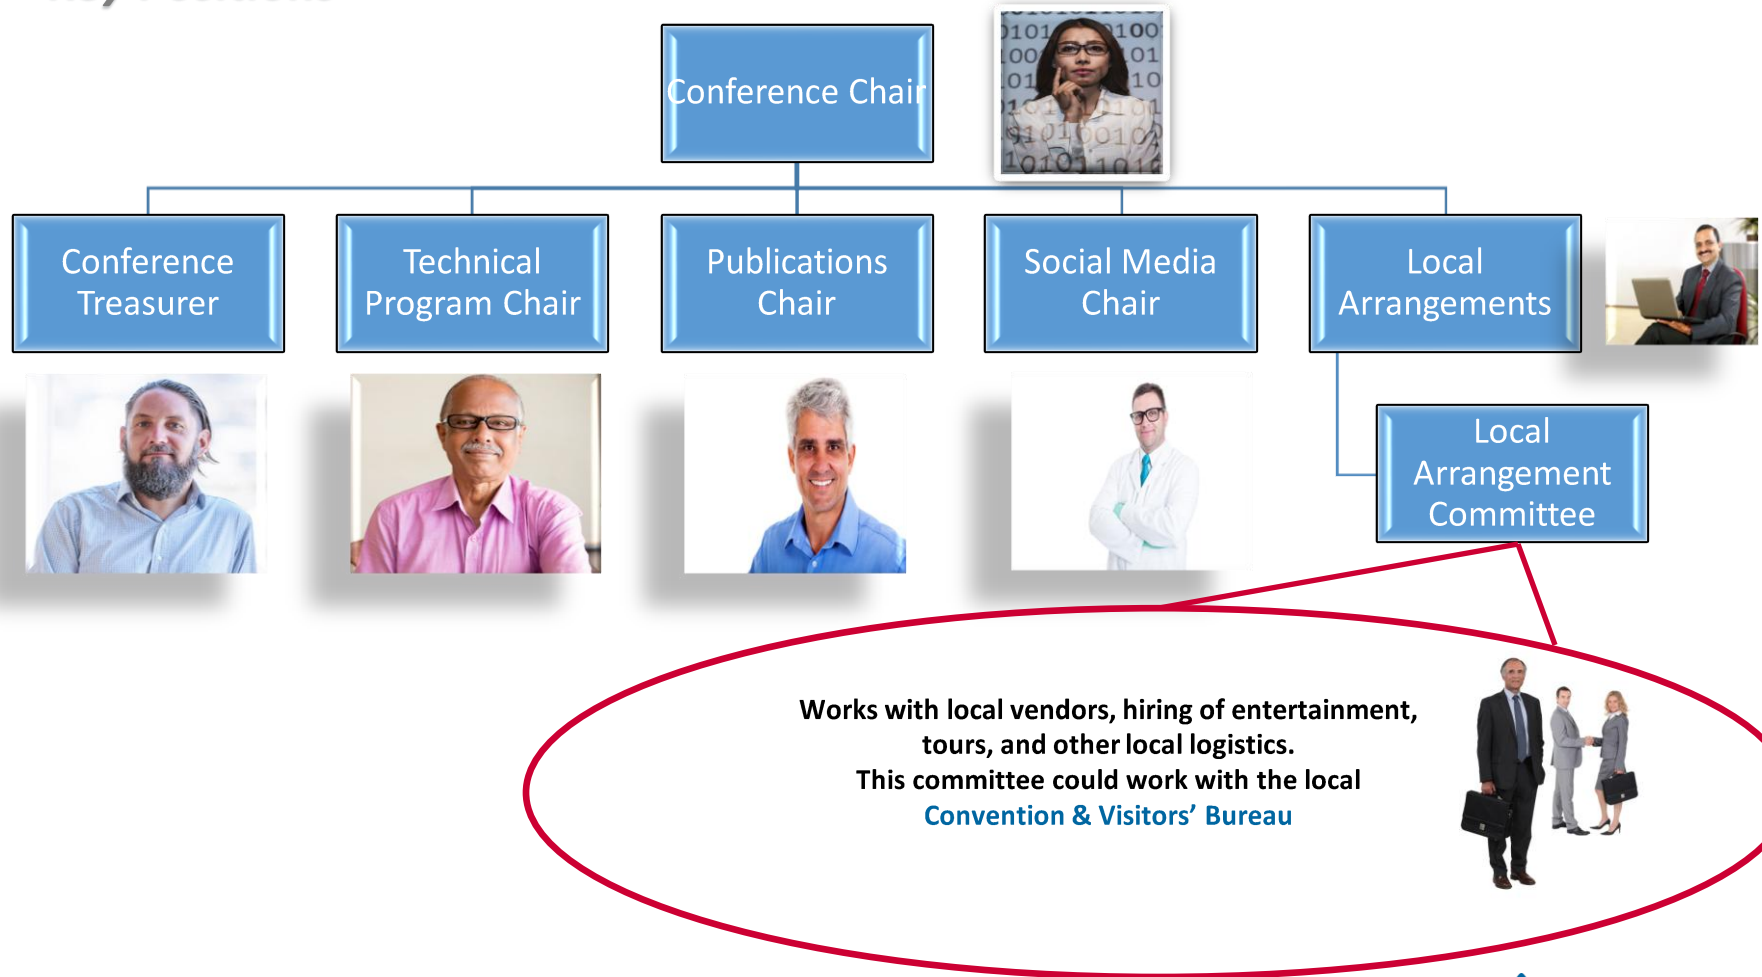 Key Positions
Conference Chair
Conference
Treasurer
Technical
Program Chair
Publications
Chair
Social Media
Chair
Local
Arrangements
Local
Arrangement
Committee
Works with local vendors, hiring of entertainment,
tours, and other local logistics.
This committee could work with the local
Convention & Visitors’ Bureau